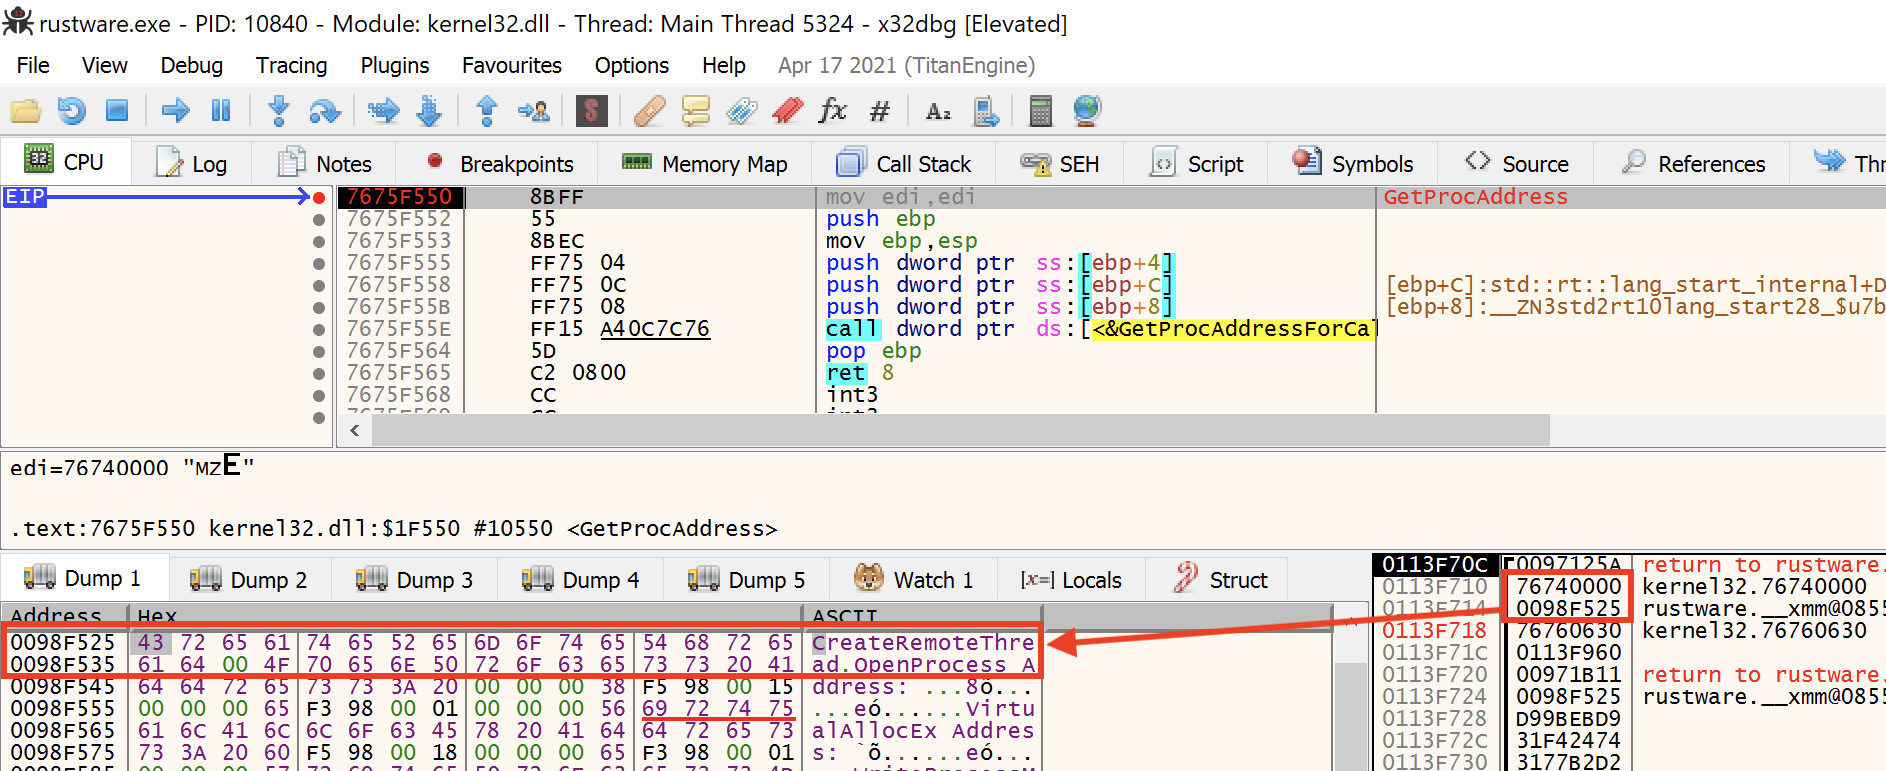 rustware.exe - PID: 10840 - Module: kernel32.dll - Thread: Main Thread 5324 - x32dbg [Elevated]
File View Debug Tracing Plugins Favourites Options Help Apr 17 2021 (TitanEngine)
CPU Log Notes Breakpoints Memory Map Call Stack SEH Script Symbols Source References Thr
EIP 7675F550 8BFF mov edi,edi GetProcAddress
7675F552 55 push ebp
7675F553 8BEC mov ebp,esp
7675F555 FF75 04 push dword ptr ss:[ebp+4]
7675F558 FF75 0C push dword ptr ss:[ebp+C] [ebp+C]:std::rt::lang_start_internal+D
7675F55B FF75 08 push dword ptr ss:[ebp+8] [ebp+8]:__ZN3std2rt10lang_start28_$u7b
7675F55E FF15 A40C7C76 call dword ptr ds:[<&GetProcAddressForCal
7675F564 5D pop ebp
7675F565 C2 0800 ret 8
7675F568 CC int3
7675F569 CC int3
edi=76740000 "MZE"
.text:7675F550 kernel32.dll:$1F550 #10550 <GetProcAddress>
Dump 1 Dump 2 Dump 3 Dump 4 Dump 5 Watch 1 [x=] Locals Struct
Address Hex ASCII
0098F525 43 72 65 61 74 65 52 65 6D 6F 74 65 54 68 72 65 CreateRemoteThre
0098F535 61 64 00 4F 70 65 6E 50 72 6F 63 65 73 73 20 41 ad.OpenProcess A
0098F545 64 64 72 65 73 73 3A 20 00 00 00 38 F5 98 00 15 ddress: ...8õ...
0098F555 00 00 00 65 F3 98 00 01 00 00 00 56 69 72 74 75 ...eó......Virtu
0098F565 61 6C 41 6C 6C 6F 63 45 78 20 41 64 64 72 65 73 alAllocEx Addres
0098F575 73 3A 20 60 F5 98 00 18 00 00 00 65 F3 98 00 01 s: `õ......eó...
0113F70C 0097125A return to rustware.
0113F710 76740000 kernel32.76740000
0113F714 0098F525 rustware.__xmm@0855
0113F718 76760630 kernel32.76760630
0113F71C 0113F960
0113F720 00971B11 return to rustware.
0113F724 0098F525 rustware.__xmm@0855
0113F728 D99BEBD9
0113F72C 31F42474
0113F730 3177B2D2